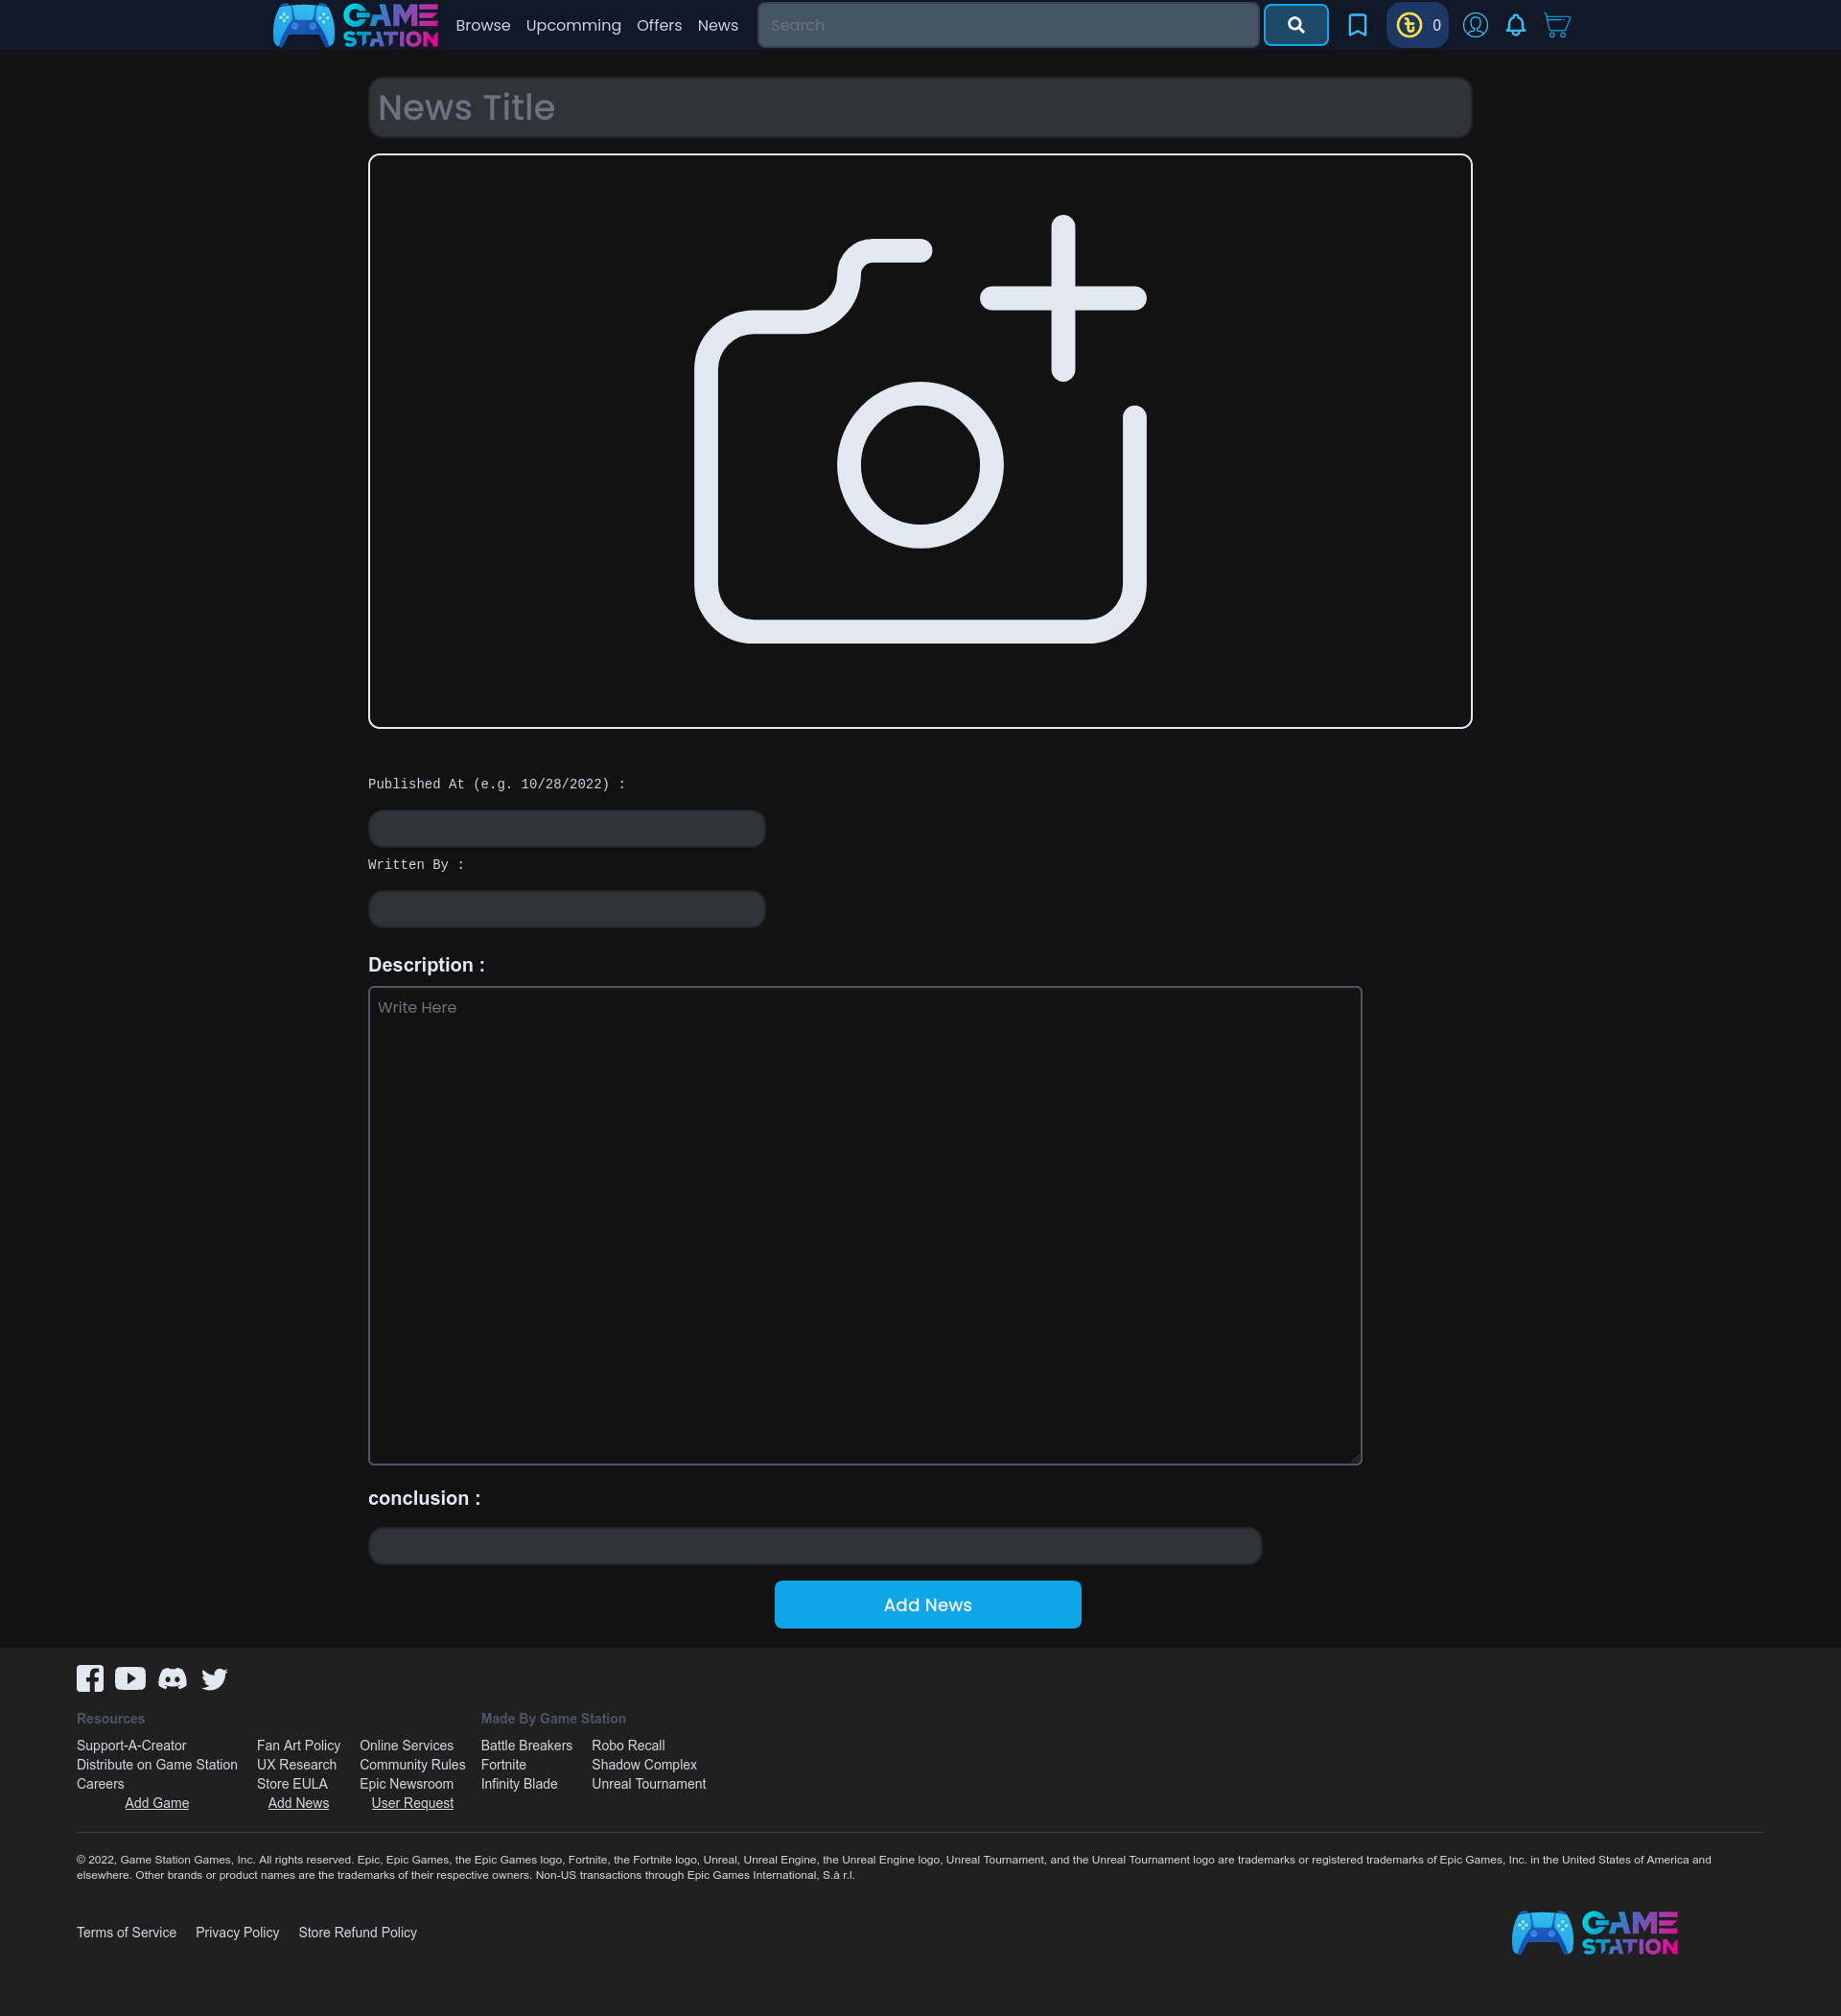 GAME STATION Browse Upcomming Offers News Search 0
News Title
Published At (e.g. 10/28/2022) :
Written By :
Description :
Write Here
conclusion :
Add News
Resources Made By Game Station
Support-A-Creator Fan Art Policy Online Services Battle Breakers Robo Recall
Distribute on Game Station UX Research Community Rules Fortnite Shadow Complex
Careers Store EULA Epic Newsroom Infinity Blade Unreal Tournament
Add Game Add News User Request
© 2022, Game Station Games, Inc. All rights reserved. Epic, Epic Games, the Epic Games logo, Fortnite, the Fortnite logo, Unreal, Unreal Engine, the Unreal Engine logo, Unreal Tournament, and the Unreal Tournament logo are trademarks or registered trademarks of Epic Games, Inc. in the United States of America and
elsewhere. Other brands or product names are the trademarks of their respective owners. Non-US transactions through Epic Games International, S.à r.l.
Terms of Service Privacy Policy Store Refund Policy GAME STATION